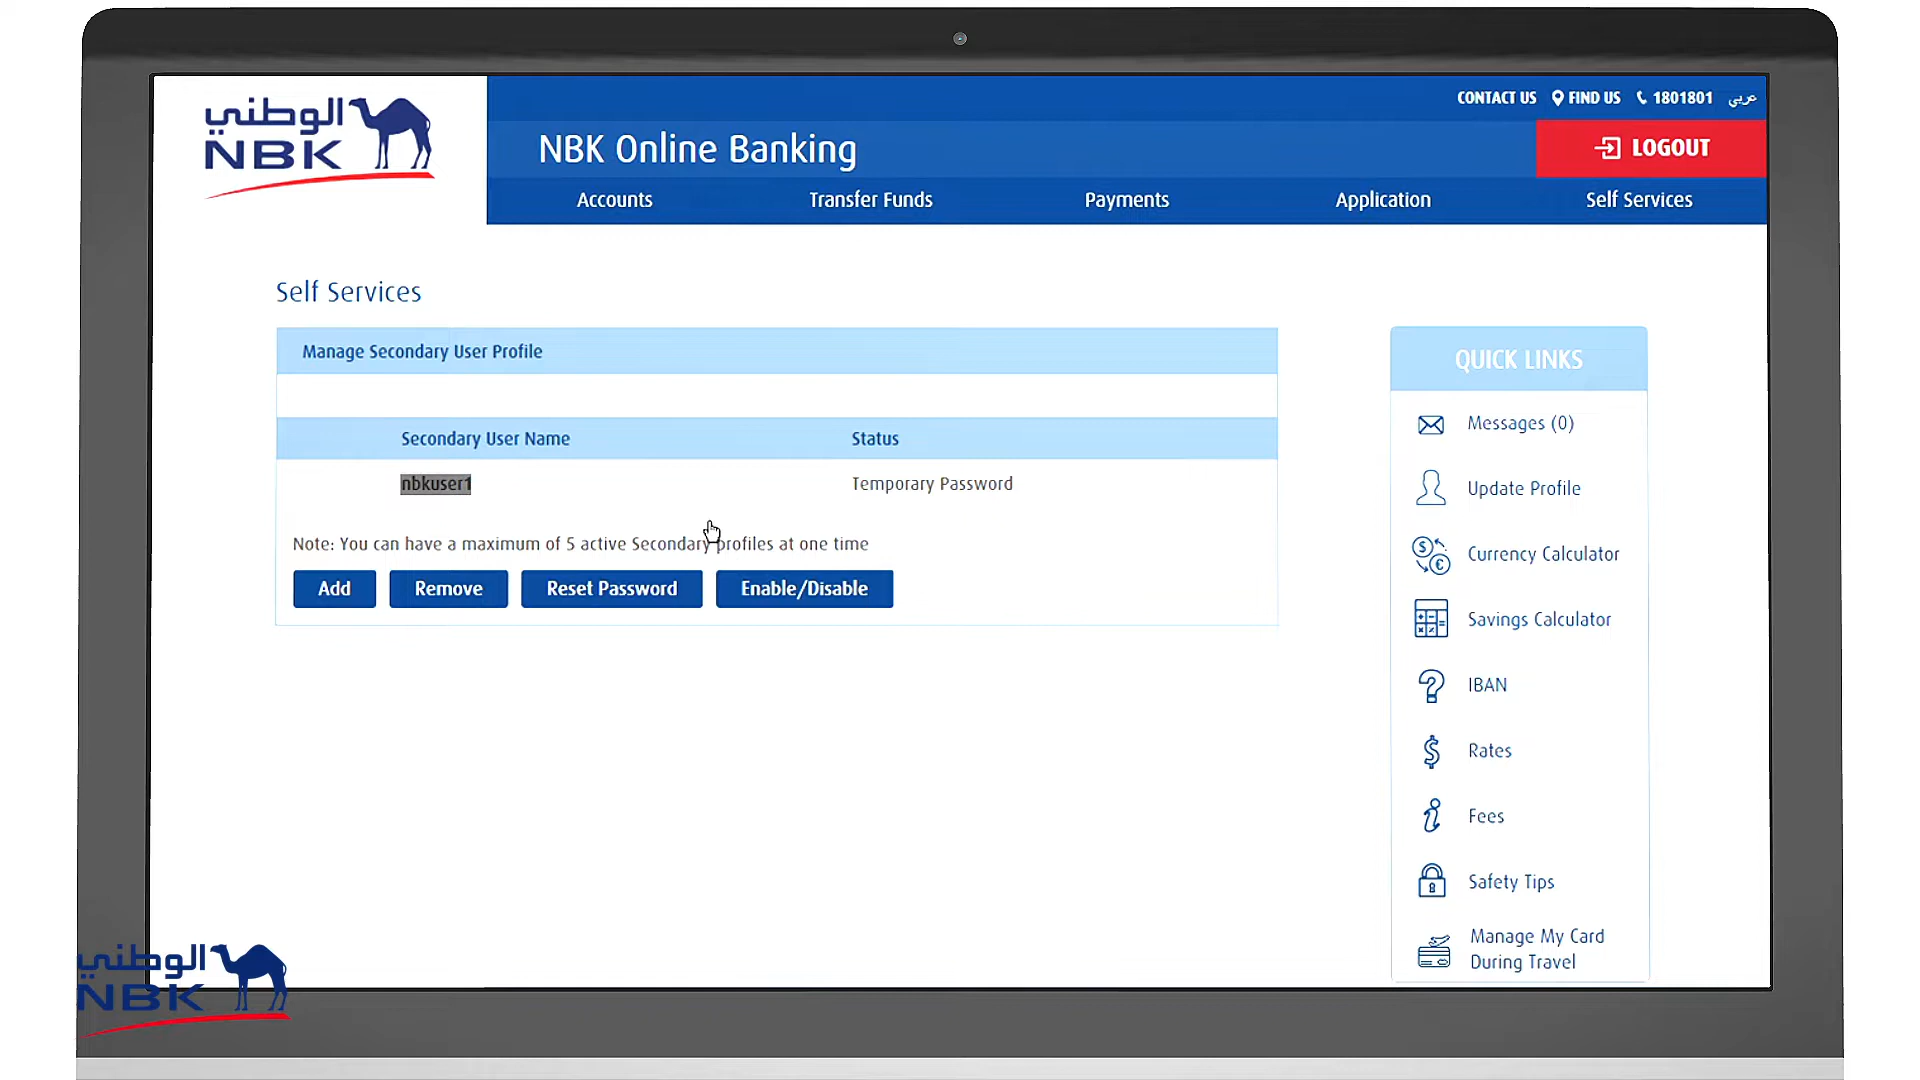 الوطني
NBK
CONTACT US FIND US 1801801 عربي
NBK Online Banking
LOGOUT
Accounts Transfer Funds Payments Application Self Services
Self Services
Manage Secondary User Profile
Secondary User Name Status
nbkuser1 Temporary Password
Note: You can have a maximum of 5 active Secondary profiles at one time
Add Remove Reset Password Enable/Disable
QUICK LINKS
Messages (0)
Update Profile
Currency Calculator
Savings Calculator
IBAN
Rates
Fees
Safety Tips
Manage My Card
During Travel
الوطني
NBK